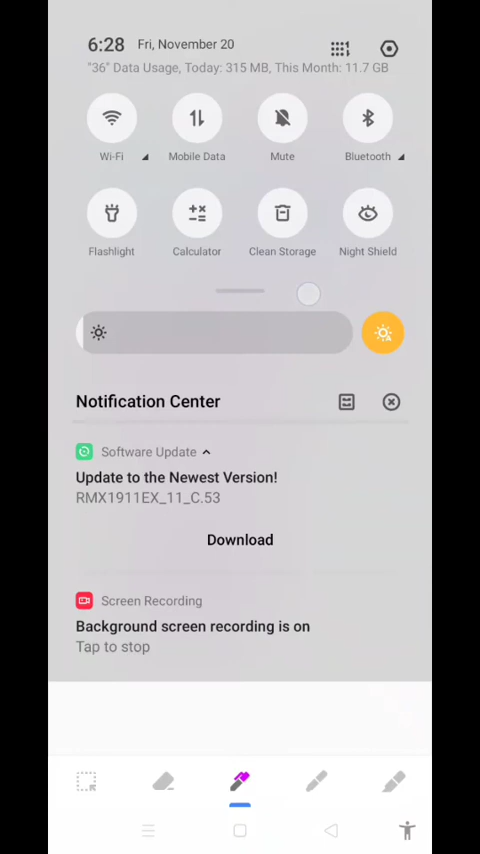 6:28 Fri, November 20
"36" Data Usage, Today: 315 MB, This Month: 11.7 GB
Wi-Fi Mobile Data Mute Bluetooth
Flashlight Calculator Clean Storage Night Shield
Notification Center
Software Update
Update to the Newest Version!
RMX1911EX_11_C.53
Download
Screen Recording
Background screen recording is on
Tap to stop